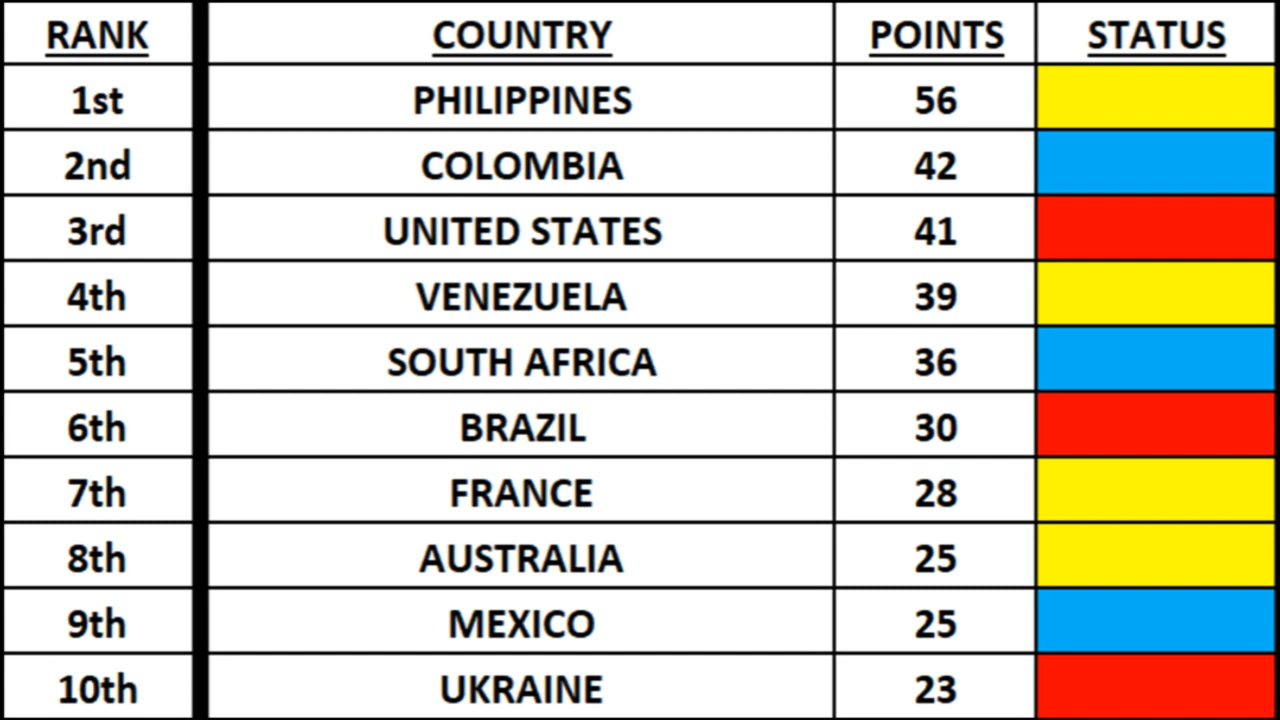 RANK COUNTRY POINTS STATUS
1st PHILIPPINES 56
2nd COLOMBIA 42
3rd UNITED STATES 41
4th VENEZUELA 39
5th SOUTH AFRICA 36
6th BRAZIL 30
7th FRANCE 28
8th AUSTRALIA 25
9th MEXICO 25
10th UKRAINE 23